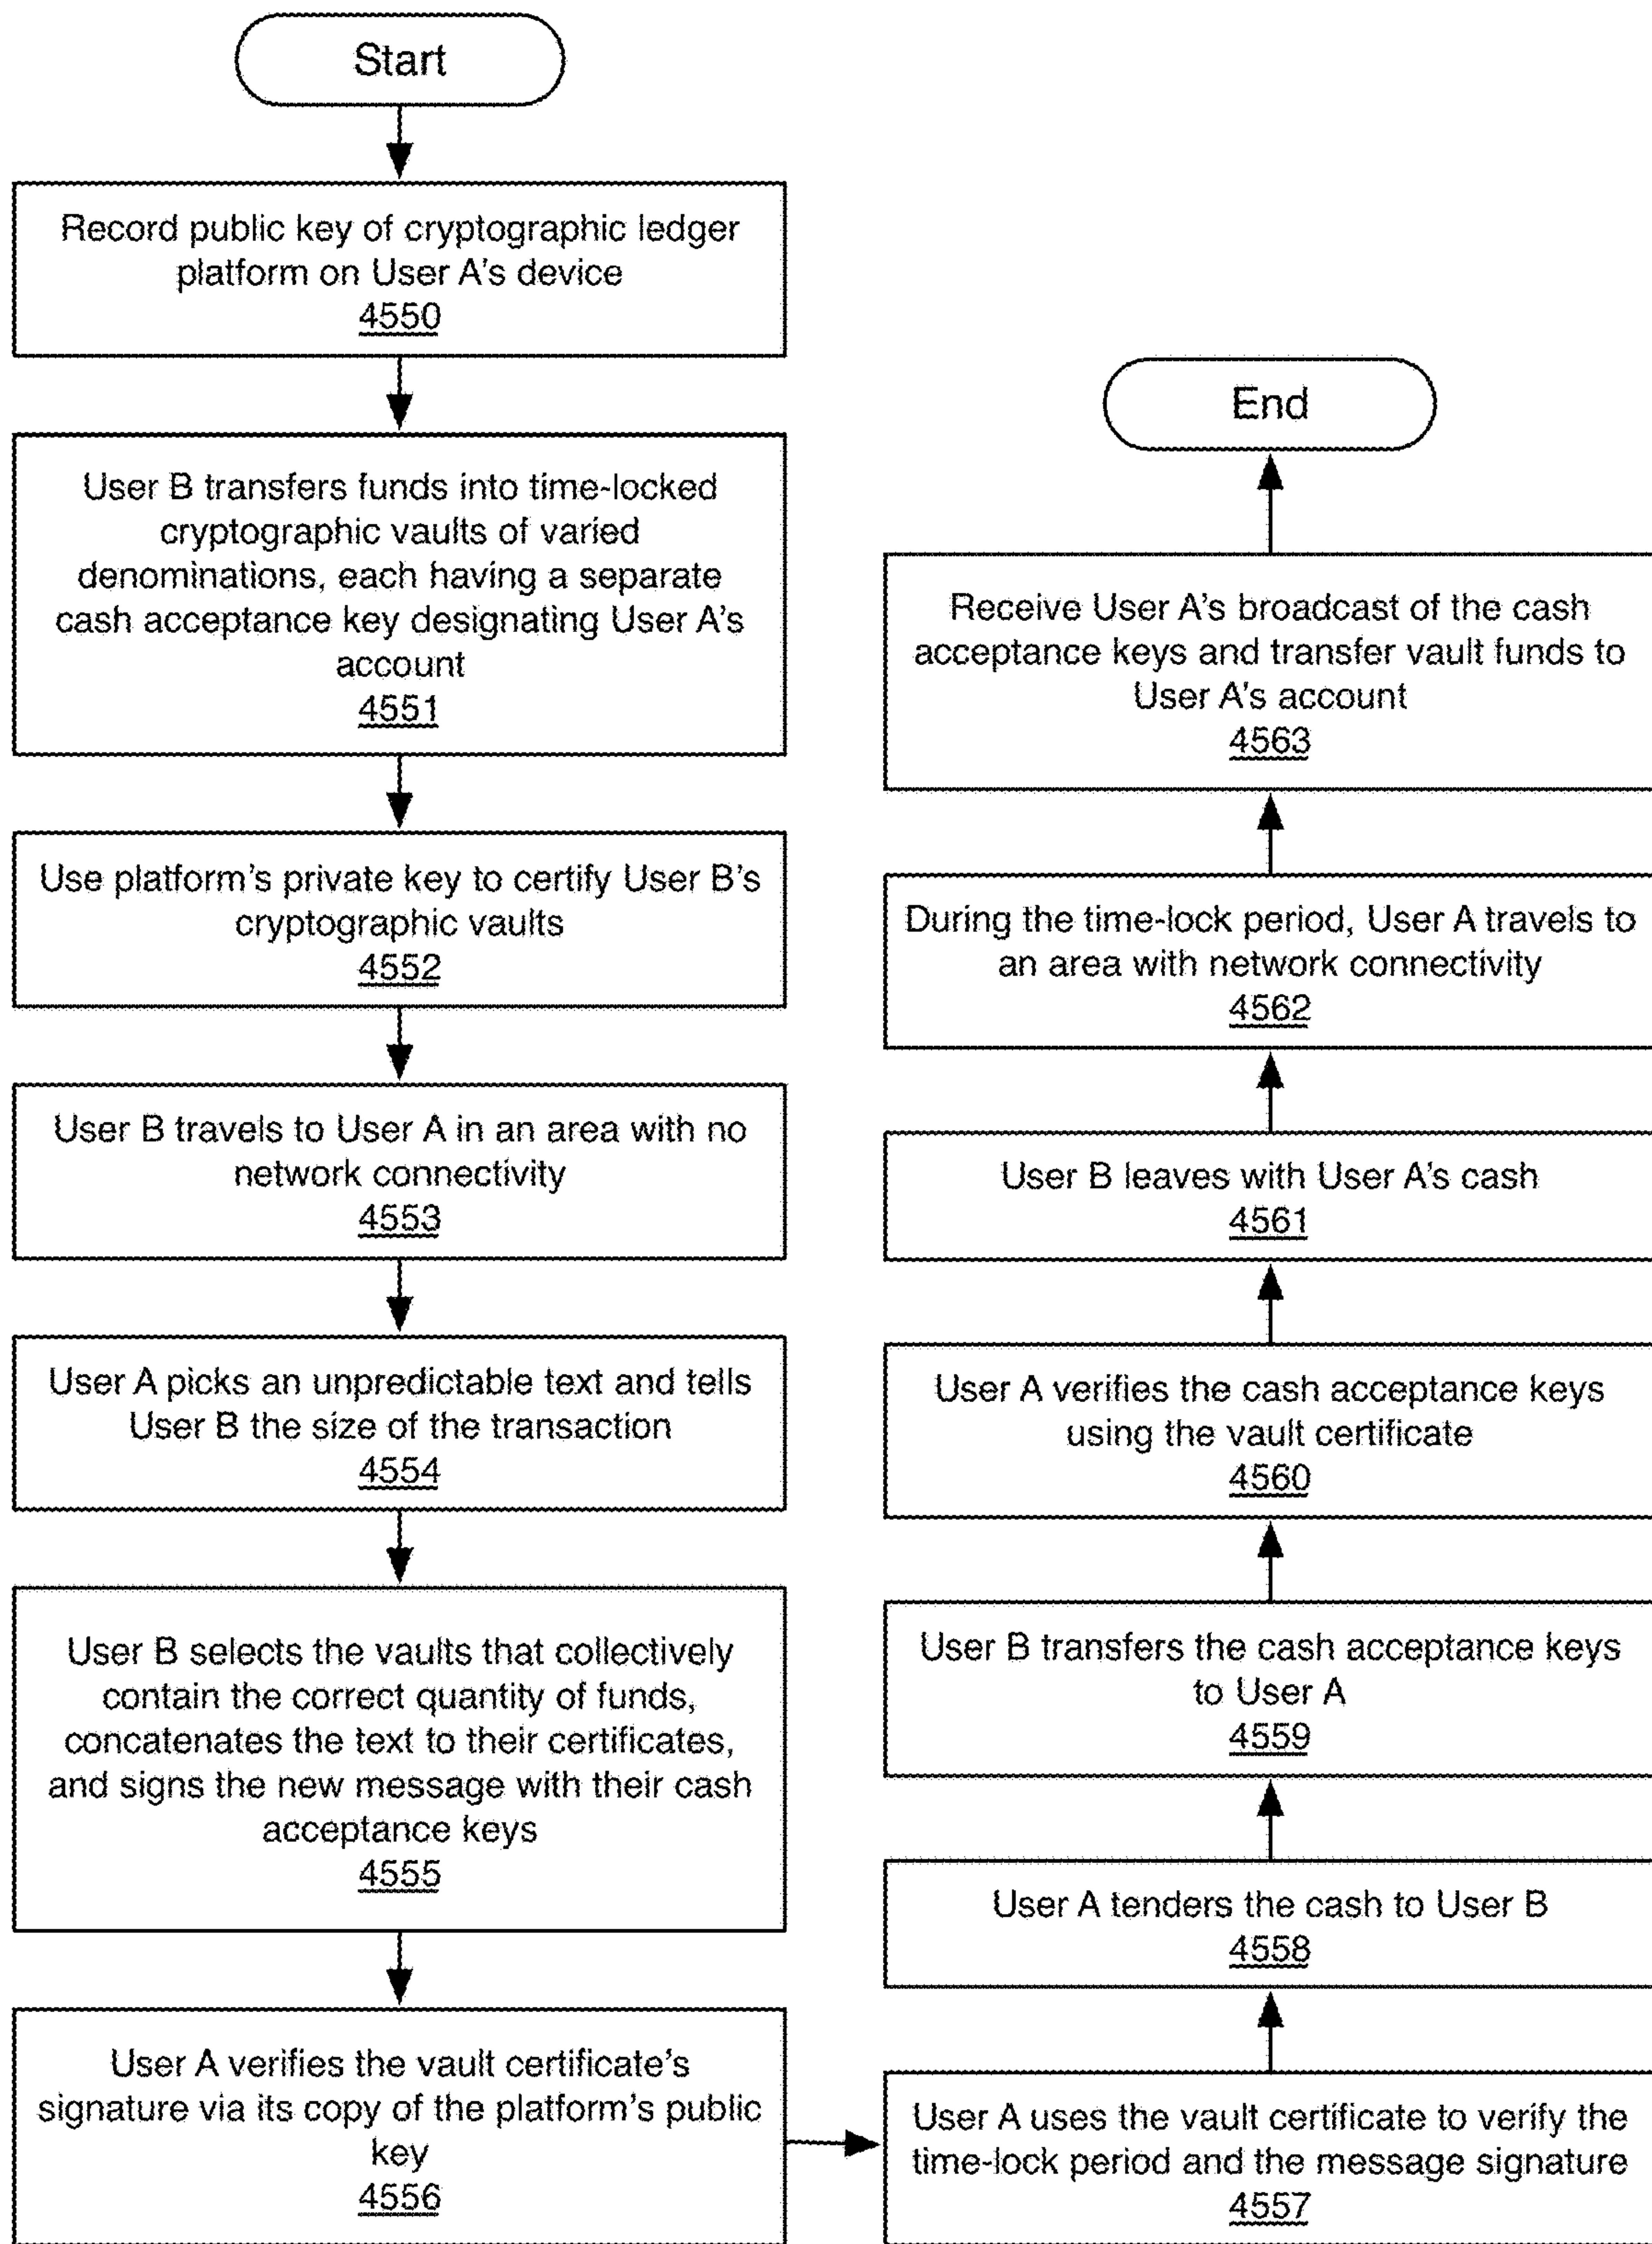 Start
Record public key of cryptographic ledger
platform on User A's device
4550
User B transfers funds into time-locked
cryptographic vaults of varied
denominations, each having a separate
cash acceptance key designating User A's
account
4551
Use platform's private key to certify User B's
cryptographic vaults
4552
User B travels to User A in an area with no
network connectivity
4553
User A picks an unpredictable text and tells
User B the size of the transaction
4554
User B selects the vaults that collectively
contain the correct quantity of funds,
concatenates the text to their certificates,
and signs the new message with their cash
acceptance keys
4555
User A verifies the vault certificate's
signature via its copy of the platform's public
key
4556
User A uses the vault certificate to verify the
time-lock period and the message signature
4557
User A tenders the cash to User B
4558
User B transfers the cash acceptance keys
to User A
4559
User A verifies the cash acceptance keys
using the vault certificate
4560
User B leaves with User A's cash
4561
During the time-lock period, User A travels to
an area with network connectivity
4562
Receive User A's broadcast of the cash
acceptance keys and transfer vault funds to
User A's account
4563
End